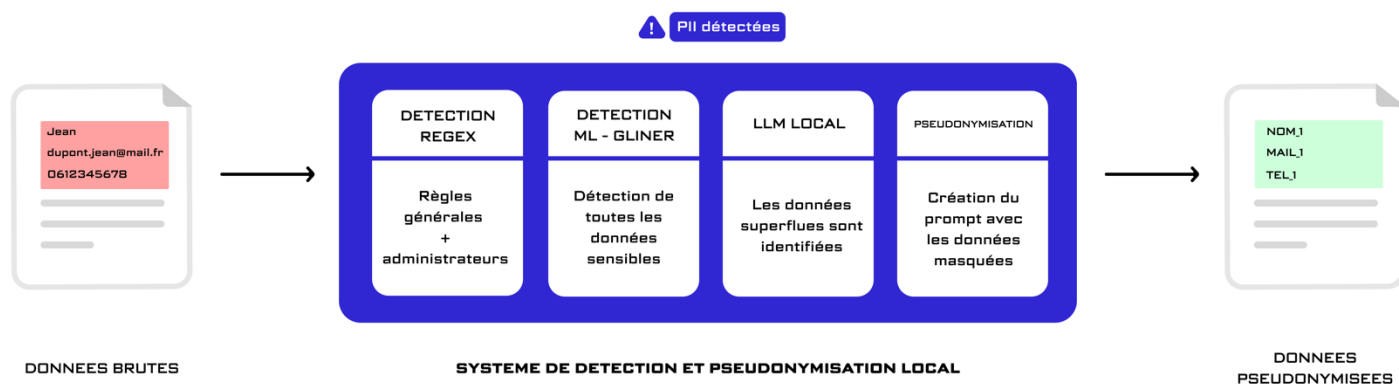 PII détectées
Jean
dupont.jean@mail.fr
0612345678
DETECTION
REGEX
Règles
générales
+
administrateurs
DETECTION
ML - GLINER
Détection de
toutes les
données
sensibles
LLM LOCAL
Les données
superflues sont
identifiées
PSEUDONYMISATION
Création du
prompt avec
les données
masquées
NOM_1
MAIL_1
TEL_1
DONNEES BRUTES
SYSTEME DE DETECTION ET PSEUDONYMISATION LOCAL
DONNEES
PSEUDONYMISEES